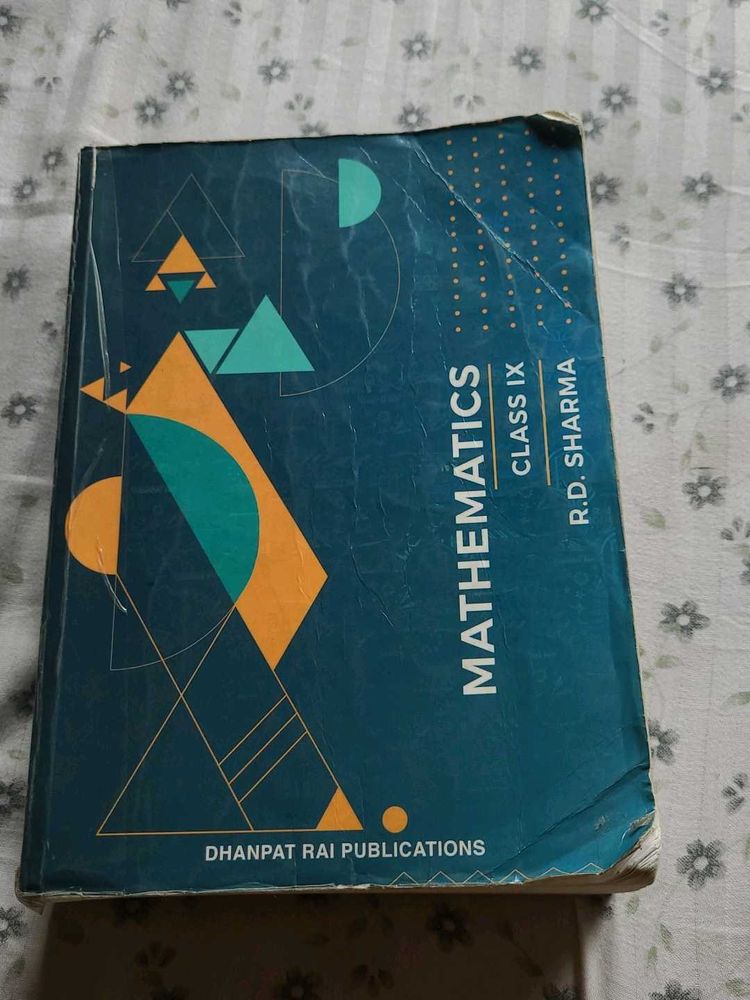 MATHEMATICS
CLASS IX
R.D. SHARMA
DHANPAT RAI PUBLICATIONS